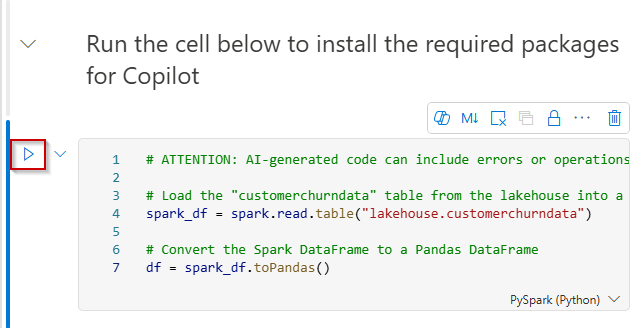 Run the cell below to install the required packages
for Copilot
M↓
1 # ATTENTION: AI-generated code can include errors or operations
2
3 # Load the "customerchurndata" table from the lakehouse into a
4 spark_df = spark.read.table("lakehouse.customerchurndata")
5
6 # Convert the Spark DataFrame to a Pandas DataFrame
7 df = spark_df.toPandas()
PySpark (Python)